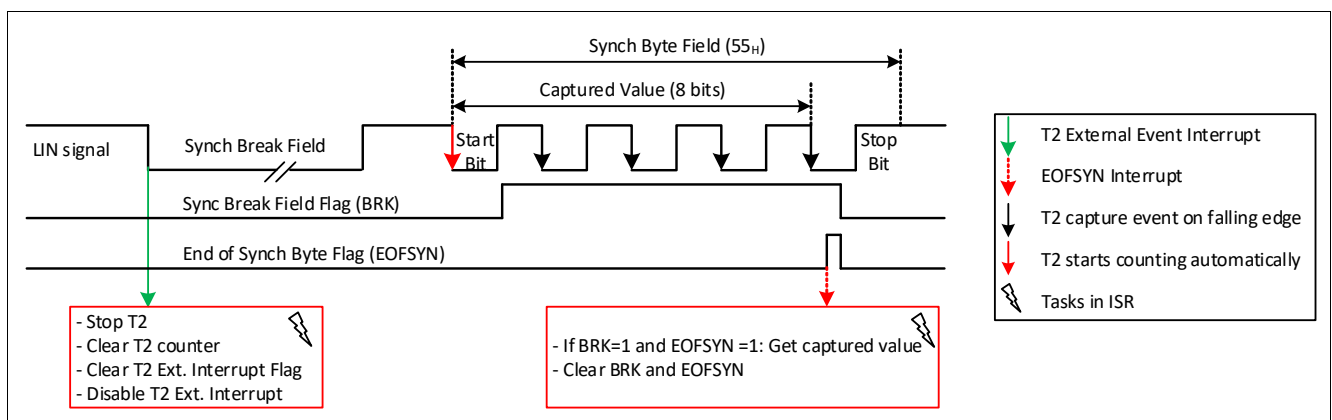 Synch Byte Field (55H)
Captured Value (8 bits)
LIN signal
Synch Break Field
Start
Bit
Stop
Bit
Sync Break Field Flag (BRK)
End of Synch Byte Flag (EOFSYN)
- Stop T2
- Clear T2 counter
- Clear T2 Ext. Interrupt Flag
- Disable T2 Ext. Interrupt
- If BRK=1 and EOFSYN =1: Get captured value
- Clear BRK and EOFSYN
T2 External Event Interrupt
EOFSYN Interrupt
T2 capture event on falling edge
T2 starts counting automatically
Tasks in ISR